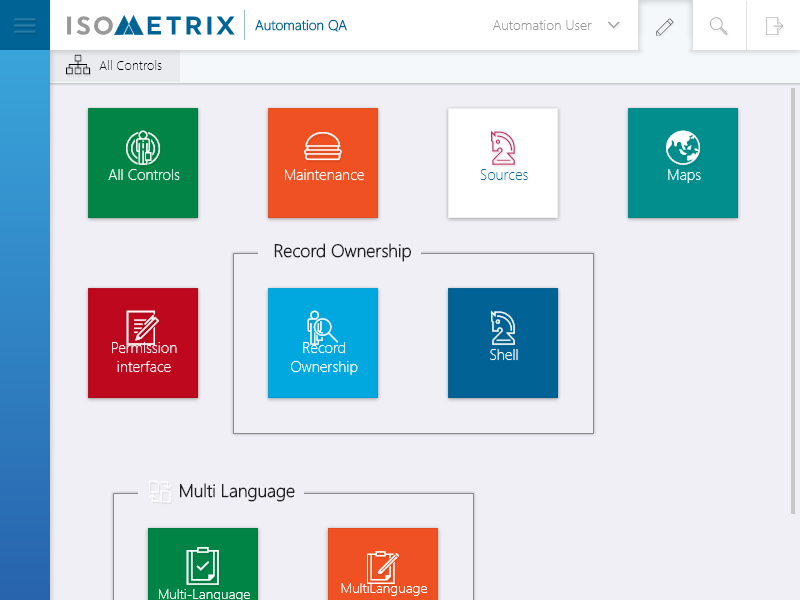 ISOMETRIX
Automation QA
Automation User
All Controls
All Controls
Maintenance
Sources
Maps
Record Ownership
Permission
interface
Record
Ownership
Shell
Multi Language
Multi-Language
MultiLanguage